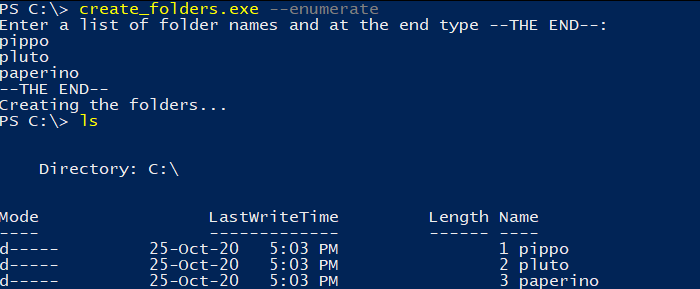 PS C:\> create_folders.exe --enumerate
Enter a list of folder names and at the end type --THE END--:
pippo
pluto
paperino
--THE END--
Creating the folders...
PS C:\> ls
Directory: C:\
Mode LastWriteTime Length Name
---- ------------- ------ ----
d----- 25-Oct-20 5:03 PM 1 pippo
d----- 25-Oct-20 5:03 PM 2 pluto
d----- 25-Oct-20 5:03 PM 3 paperino